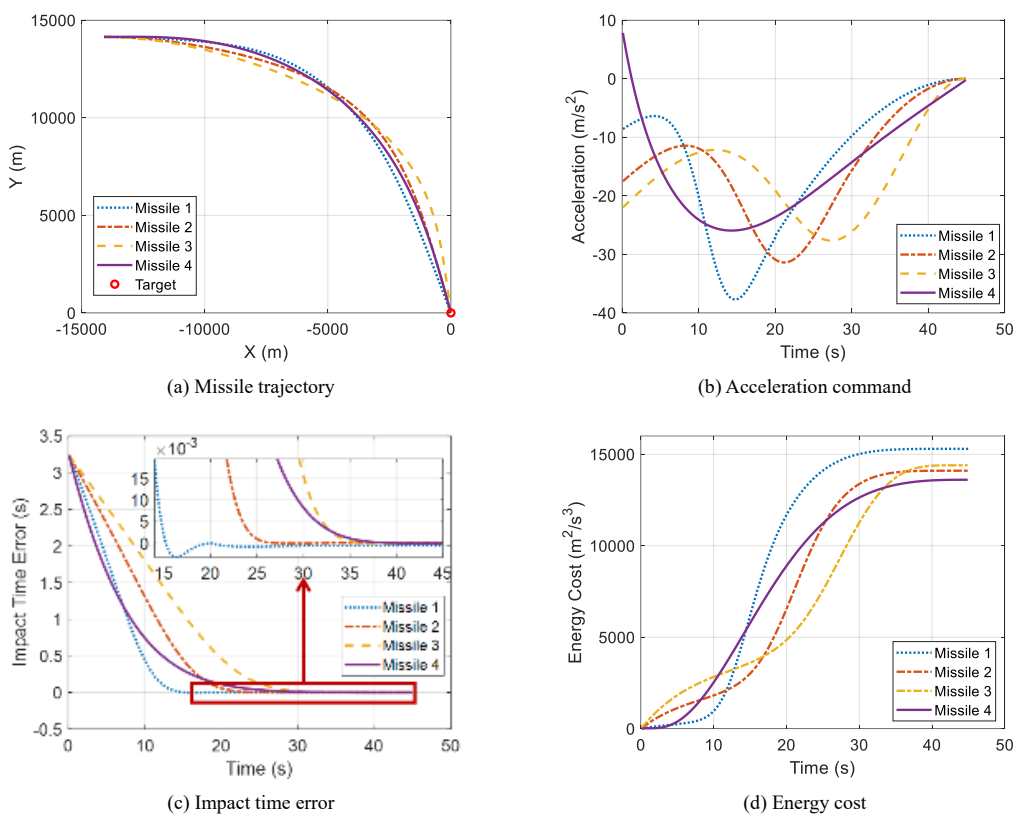 15000
10000
5000
0
-15000
-10000
-5000
0
Y (m)
X (m)
Missile 1
Missile 2
Missile 3
Missile 4
Target
(a) Missile trajectory
10
0
-10
-20
-30
-40
0
10
20
30
40
50
Acceleration (m/s²)
Time (s)
Missile 1
Missile 2
Missile 3
Missile 4
(b) Acceleration command
3.5
3
2.5
2
1.5
1
0.5
0
-0.5
0
10
20
30
40
50
Impact Time Error (s)
Time (s)
×10⁻³
15
10
5
0
15
20
25
30
35
40
45
Missile 1
Missile 2
Missile 3
Missile 4
(c) Impact time error
15000
10000
5000
0
0
10
20
30
40
50
Energy Cost (m²/s³)
Time (s)
Missile 1
Missile 2
Missile 3
Missile 4
(d) Energy cost